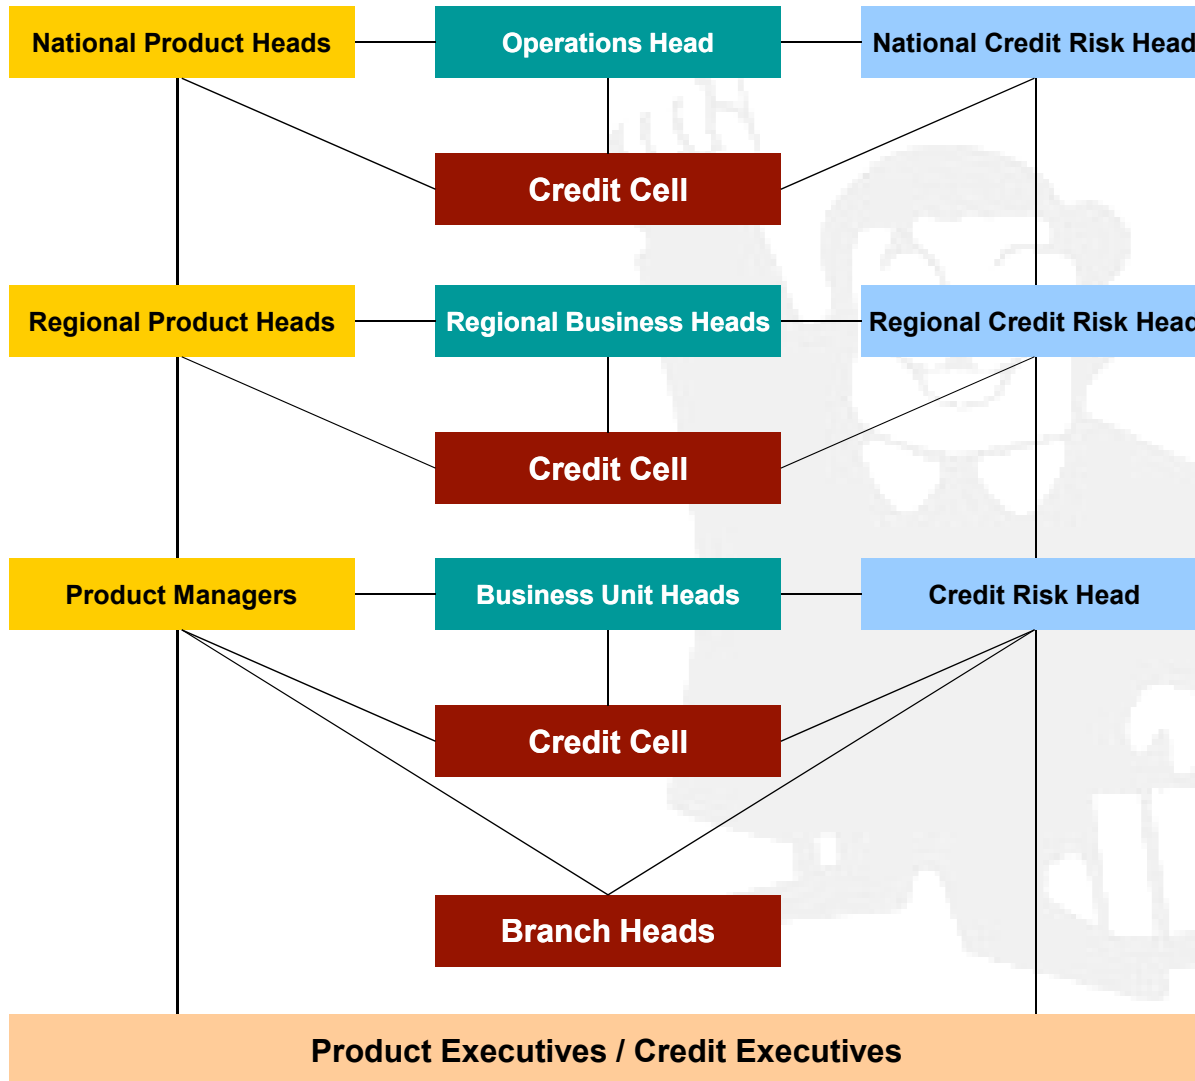 National Product Heads
Operations Head
National Credit Risk Head
Credit Cell
Regional Product Heads
Regional Business Heads
Regional Credit Risk Head
Credit Cell
Product Managers
Business Unit Heads
Credit Risk Head
Credit Cell
Branch Heads
Product Executives / Credit Executives